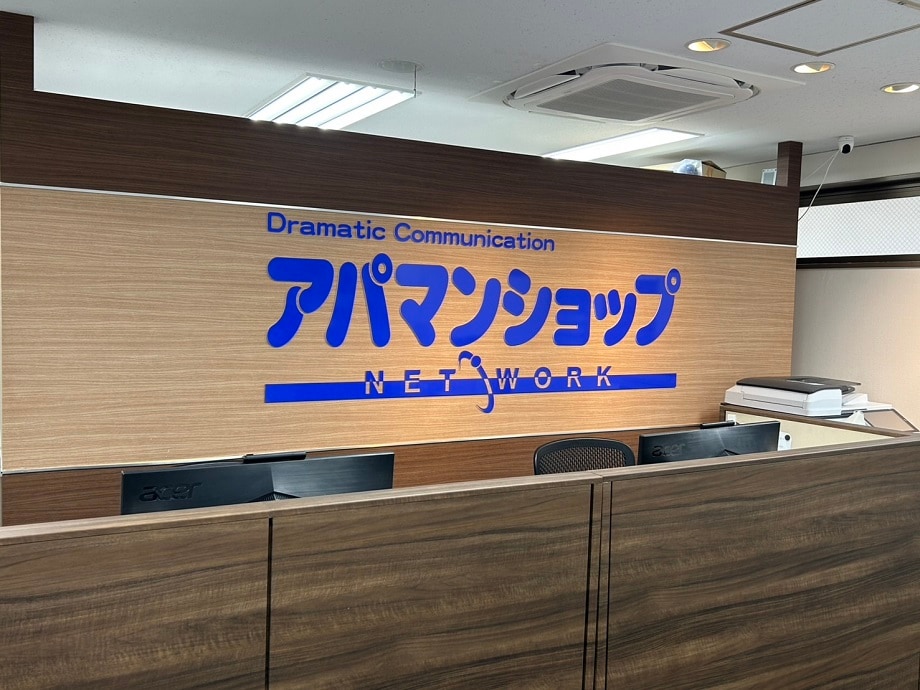 Dramatic Communication
アパマンショップ
NETWORK
acer
acer